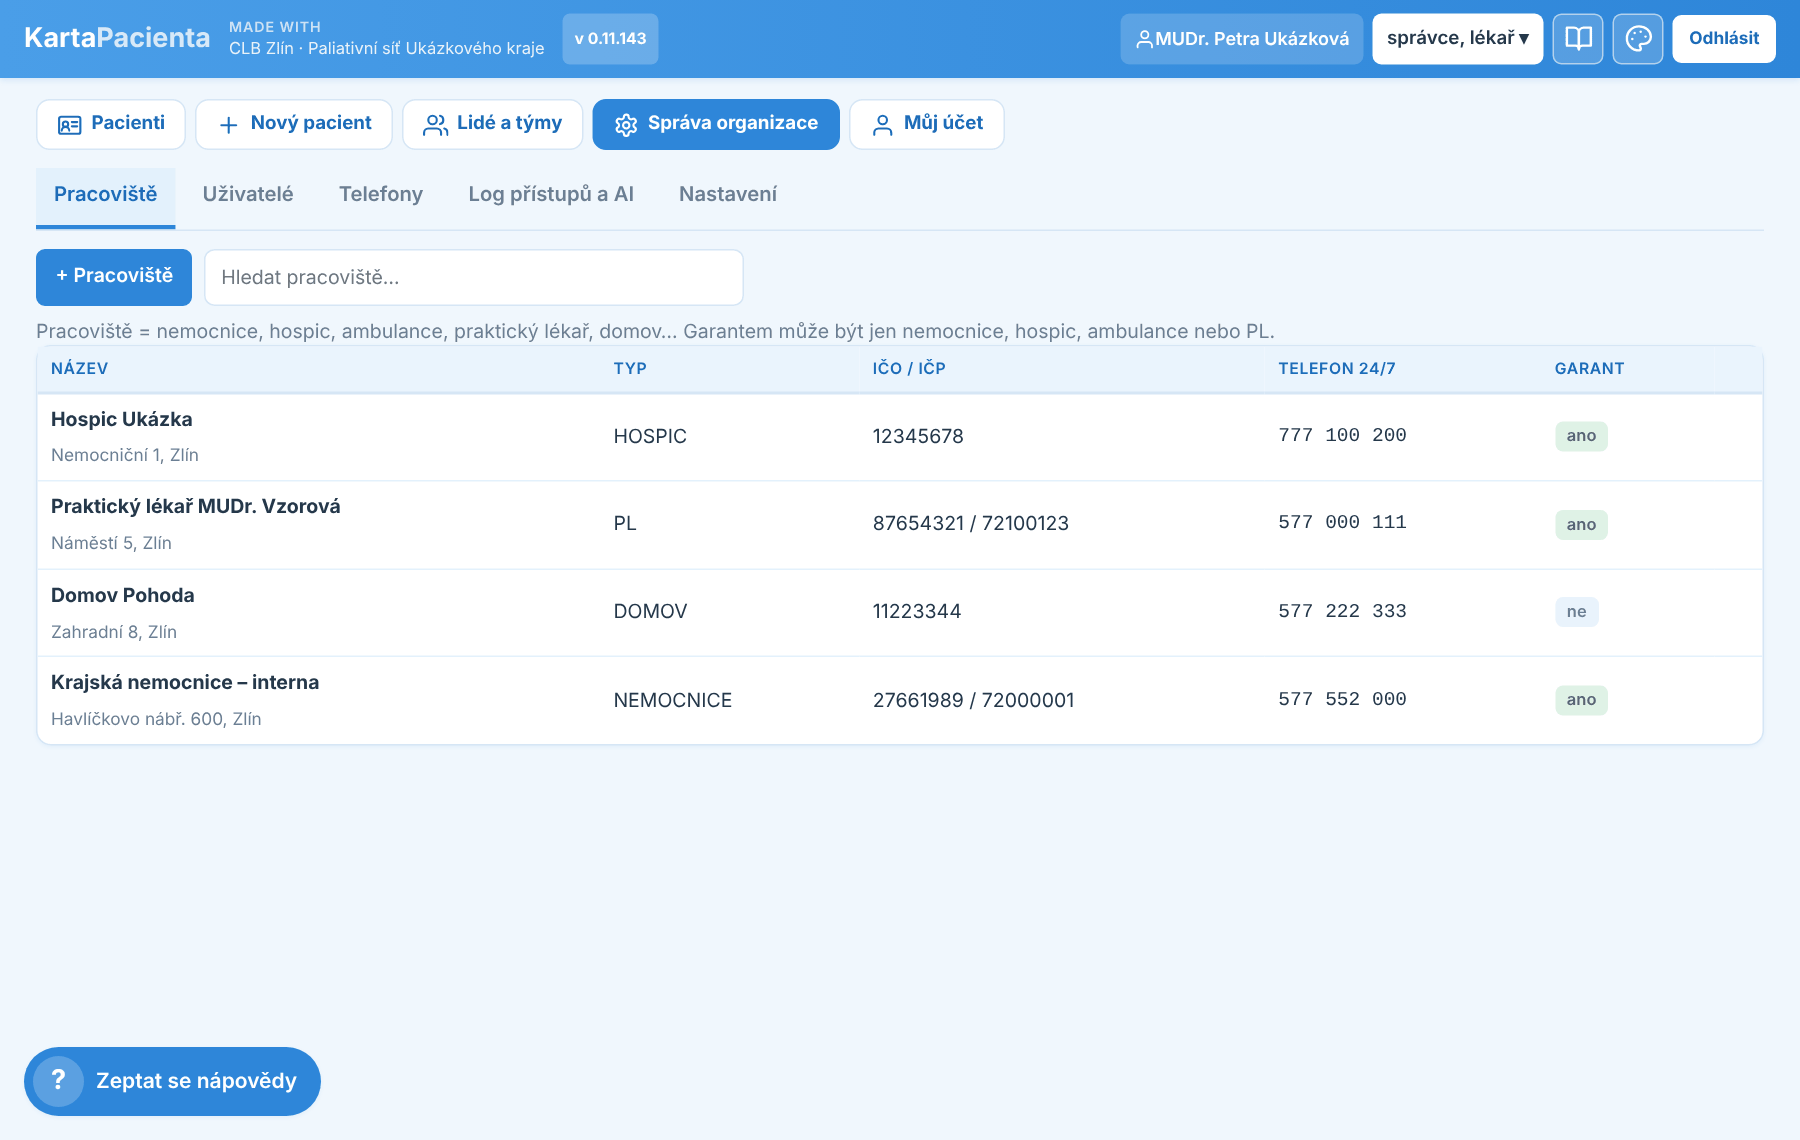 KartaPacienta
MADE WITH
CLB Zlín · Paliativní síť Ukázkového kraje
v 0.11.143
MUDr. Petra Ukázková
správce, lékař ▾
Odhlásit
Pacienti
Nový pacient
Lidé a týmy
Správa organizace
Můj účet
Pracoviště
Uživatelé
Telefony
Log přístupů a AI
Nastavení
+ Pracoviště
Hledat pracoviště...
Pracoviště = nemocnice, hospic, ambulance, praktický lékař, domov... Garantem může být jen nemocnice, hospic, ambulance nebo PL.
NÁZEV TYP IČO / IČP TELEFON 24/7 GARANT
Hospic Ukázka
Nemocniční 1, Zlín
HOSPIC 12345678 777 100 200 ano
Praktický lékař MUDr. Vzorová
Náměstí 5, Zlín
PL 87654321 / 72100123 577 000 111 ano
Domov Pohoda
Zahradní 8, Zlín
DOMOV 11223344 577 222 333 ne
Krajská nemocnice – interna
Havlíčkovo nábř. 600, Zlín
NEMOCNICE 27661989 / 72000001 577 552 000 ano
? Zeptat se nápovědy